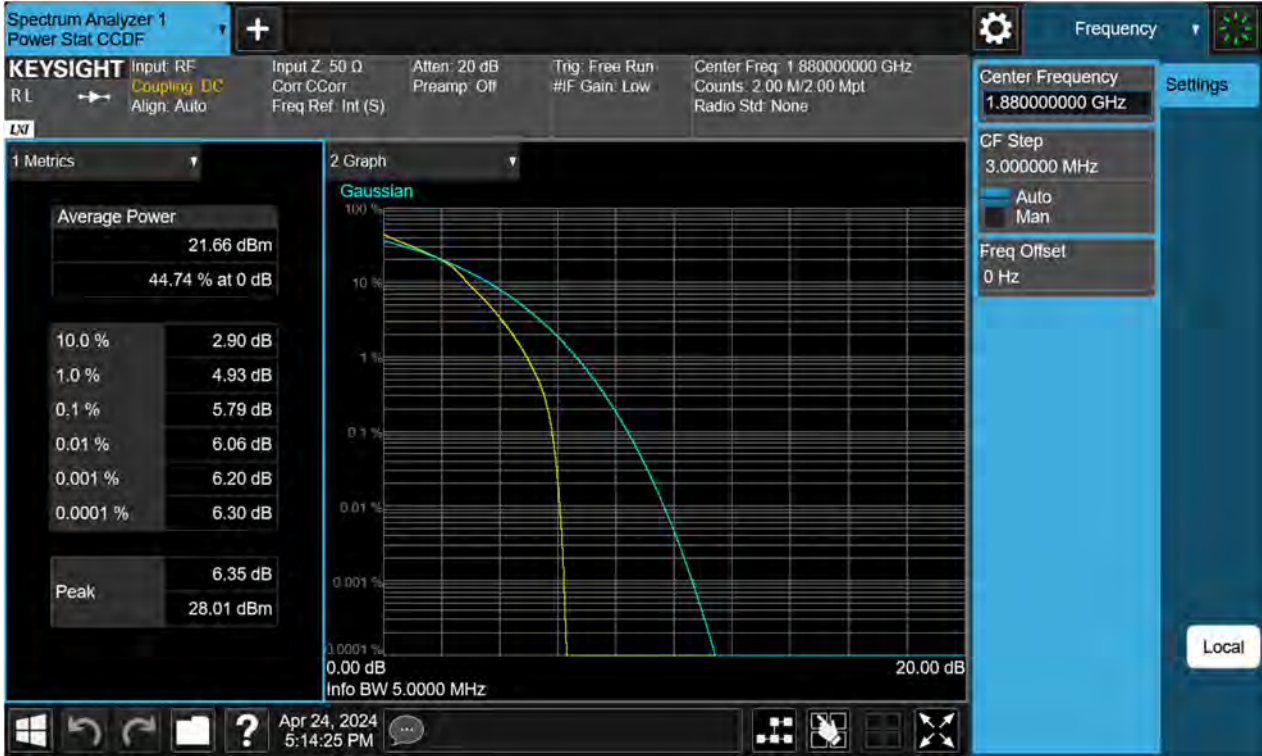 Spectrum Analyzer 1
Power Stat CCDF
+
Frequency
KEYSIGHT
R L
LXI
Input: RF
Coupling: DC
Align: Auto
Input Z: 50 Ω
Corr CCorr
Freq Ref: Int (S)
Atten: 20 dB
Preamp: Off
Trig: Free Run
#IF Gain: Low
Center Freq: 1.880000000 GHz
Counts: 2.00 M/2.00 Mpt
Radio Std: None
Center Frequency
1.880000000 GHz
Settings
CF Step
3.000000 MHz
Auto
Man
Freq Offset
0 Hz
Local
1 Metrics
Average Power
21.66 dBm
44.74 % at 0 dB
10.0 % 2.90 dB
1.0 % 4.93 dB
0.1 % 5.79 dB
0.01 % 6.06 dB
0.001 % 6.20 dB
0.0001 % 6.30 dB
Peak
6.35 dB
28.01 dBm
2 Graph
Gaussian
100 %
10 %
1 %
0.1 %
0.01 %
0.001 %
0.0001 %
0.00 dB 20.00 dB
Info BW 5.0000 MHz
?
Apr 24, 2024
5:14:25 PM